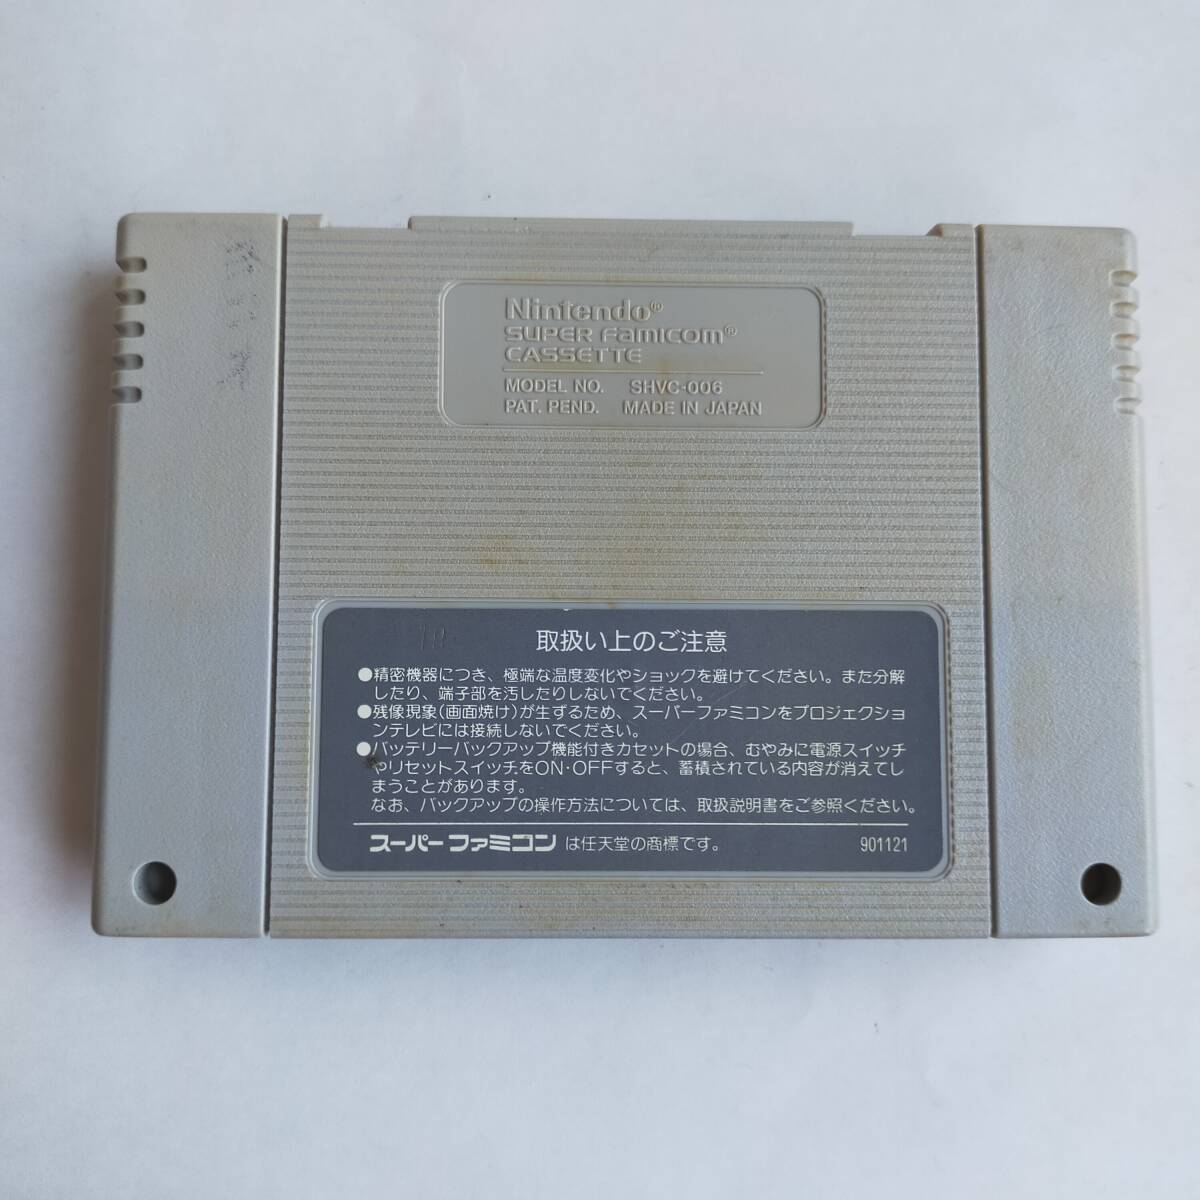 Nintendo®
SUPER Famicom®
CASSETTE
MODEL NO. SHVC-006
PAT. PEND. MADE IN JAPAN
取扱い上のご注意
●精密機器につき、極端な温度変化やショックを避けてください。また分解
したり、端子部を汚したりしないでください。
●残像現象(画面焼け)が生ずるため、スーパーファミコンをプロジェクショ
ンテレビには接続しないでください。
●バッテリーバックアップ機能付きカセットの場合、むやみに電源スイッチ
やリセットスイッチをON·OFFすると、蓄積されている内容が消えてし
まうことがあります。
なお、バックアップの操作方法については、取扱説明書をご参照ください。
スーパーファミコン は任天堂の商標です。 901121